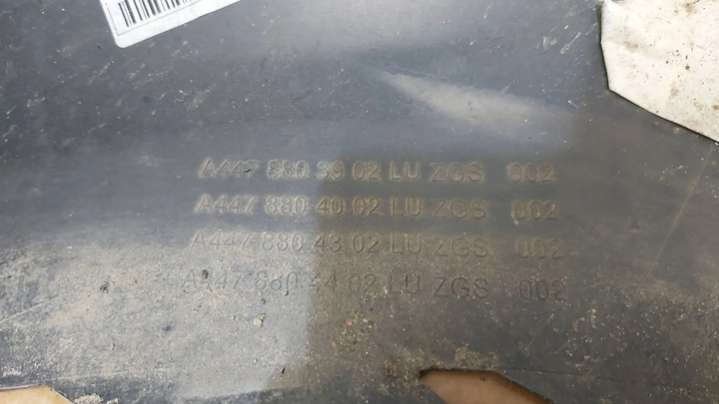 A447 880 39 02 LU ZGS 002
A447 880 40 02 LU ZGS 002
A447 880 43 02 LU ZGS 002
A447 880 44 02 LU ZGS 002